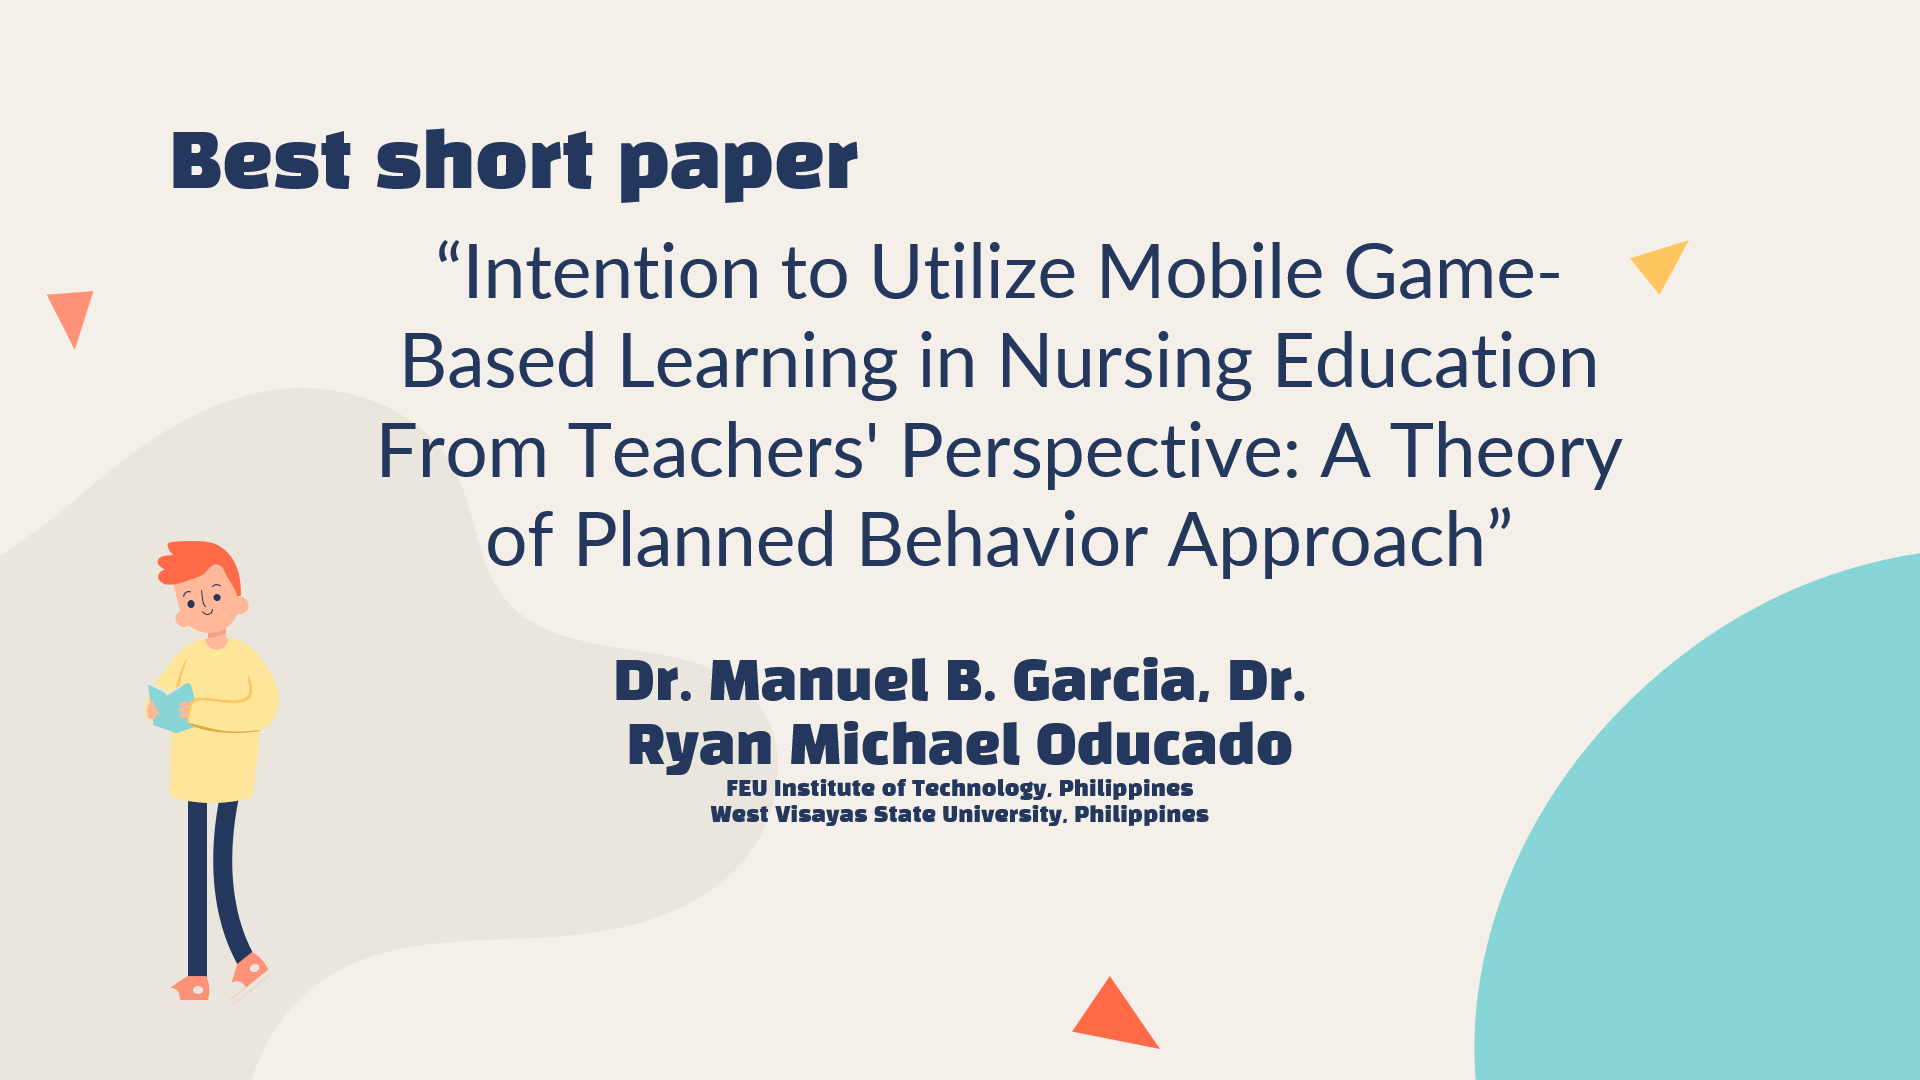 Best short paper
“Intention to Utilize Mobile Game-
Based Learning in Nursing Education
From Teachers' Perspective: A Theory
of Planned Behavior Approach”
Dr. Manuel B. Garcia, Dr.
Ryan Michael Oducado
FEU Institute of Technology, Philippines
West Visayas State University, Philippines